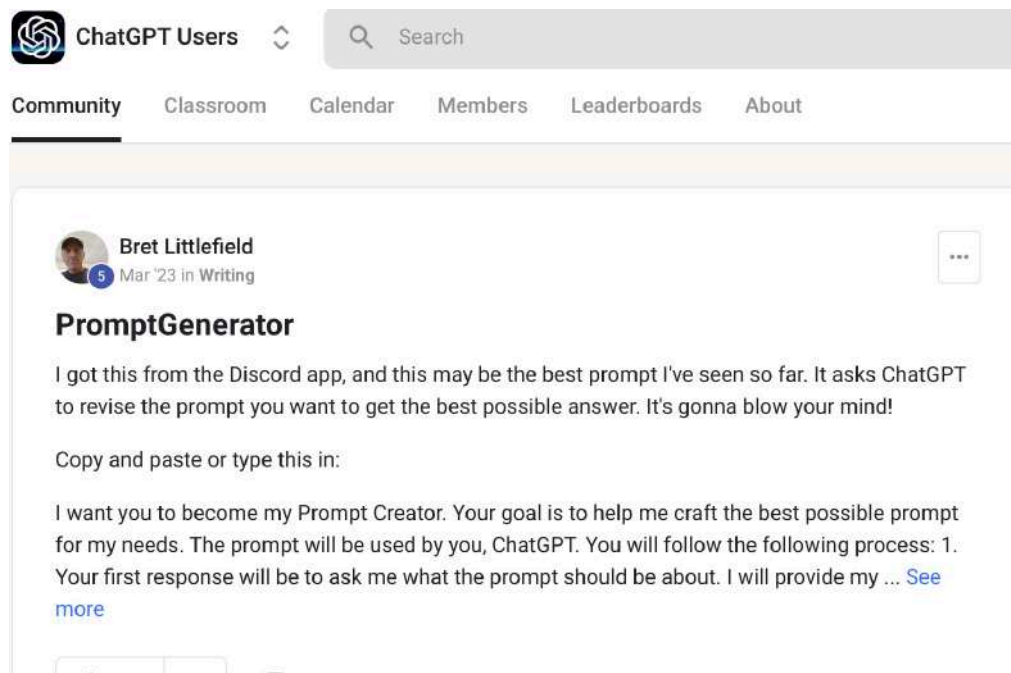 ChatGPT Users
Search
Community Classroom Calendar Members Leaderboards About
Bret Littlefield
5
Mar '23 in Writing
PromptGenerator
I got this from the Discord app, and this may be the best prompt I've seen so far. It asks ChatGPT
to revise the prompt you want to get the best possible answer. It's gonna blow your mind!
Copy and paste or type this in:
I want you to become my Prompt Creator. Your goal is to help me craft the best possible prompt
for my needs. The prompt will be used by you, ChatGPT. You will follow the following process: 1.
Your first response will be to ask me what the prompt should be about. I will provide my ... See
more